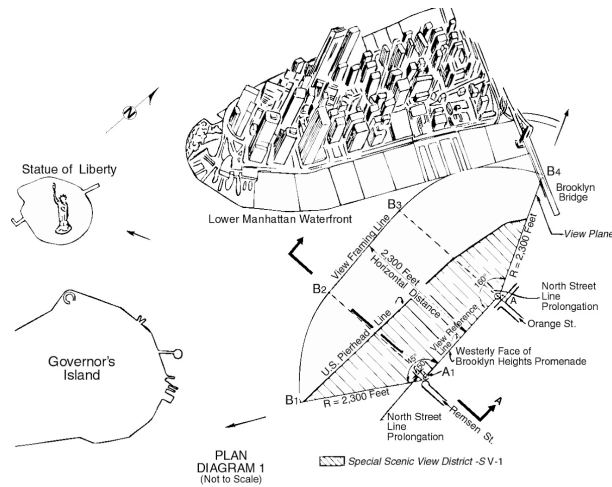 N
Statue of Liberty
Lower Manhattan Waterfront
B4
Brooklyn
Bridge
View Plane
B3
View Framing Line
2,300 Feet
Horizontal Distance
R = 2,300 Feet
160°
A
North Street
Line
Prolongation
Orange St.
B2
U.S. Pierhead Line
View Reference
Line
45°
Westerly Face of
Brooklyn Heights Promenade
A1
Governor's
Island
B1
R = 2,300 Feet
A
Remsen St.
North Street
Line
Prolongation
PLAN
DIAGRAM 1
(Not to Scale)
Special Scenic View District -S V-1